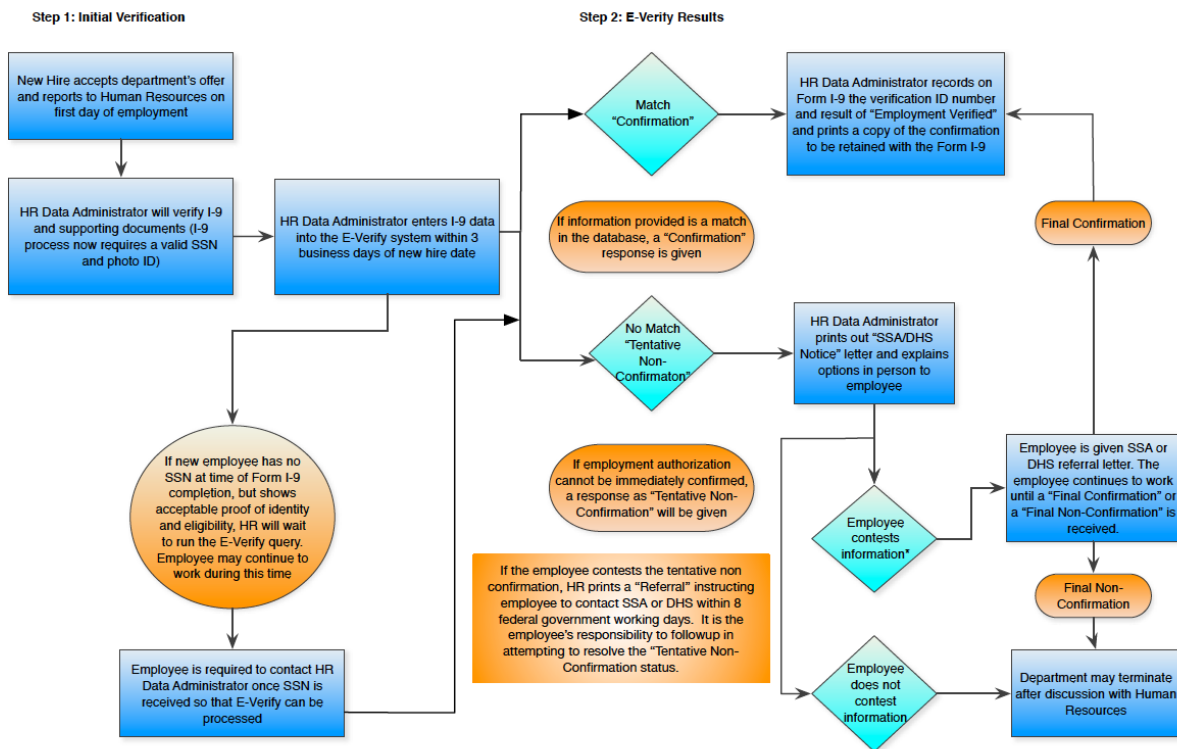 Step 1: Initial Verification
Step 2: E-Verify Results
New Hire accepts department's offer
and reports to Human Resources on
first day of employment
HR Data Administrator will verify I-9
and supporting documents (I-9
process now requires a valid SSN
and photo ID)
HR Data Administrator enters I-9 data
into the E-Verify system within 3
business days of new hire date
If new employee has no
SSN at time of Form I-9
completion, but shows
acceptable proof of identity
and eligibility, HR will wait
to run the E-Verify query.
Employee may continue to
work during this time
Employee is required to contact HR
Data Administrator once SSN is
received so that E-Verify can be
processed
Match
“Confirmation”
HR Data Administrator records on
Form I-9 the verification ID number
and result of “Employment Verified”
and prints a copy of the confirmation
to be retained with the Form I-9
If information provided is a match
in the database, a “Confirmation”
response is given
Final Confirmation
No Match
“Tentative
Non-
Confirmaton”
HR Data Administrator
prints out “SSA/DHS
Notice” letter and explains
options in person to
employee
If employment authorization
cannot be immediately confirmed,
a response as “Tentative Non-
Confirmation” will be given
Employee
contests
information*
Employee is given SSA or
DHS referral letter. The
employee continues to work
until a “Final Confirmation” or
a “Final Non-Confirmation” is
received.
If the employee contests the tentative non
confirmation, HR prints a “Referral” instructing
employee to contact SSA or DHS within 8
federal government working days.  It is the
employee's responsibility to followup in
attempting to resolve the “Tentative Non-
Confirmation status.
Final Non-
Confirmation
Employee
does not
contest
information
Department may terminate
after discussion with Human
Resources